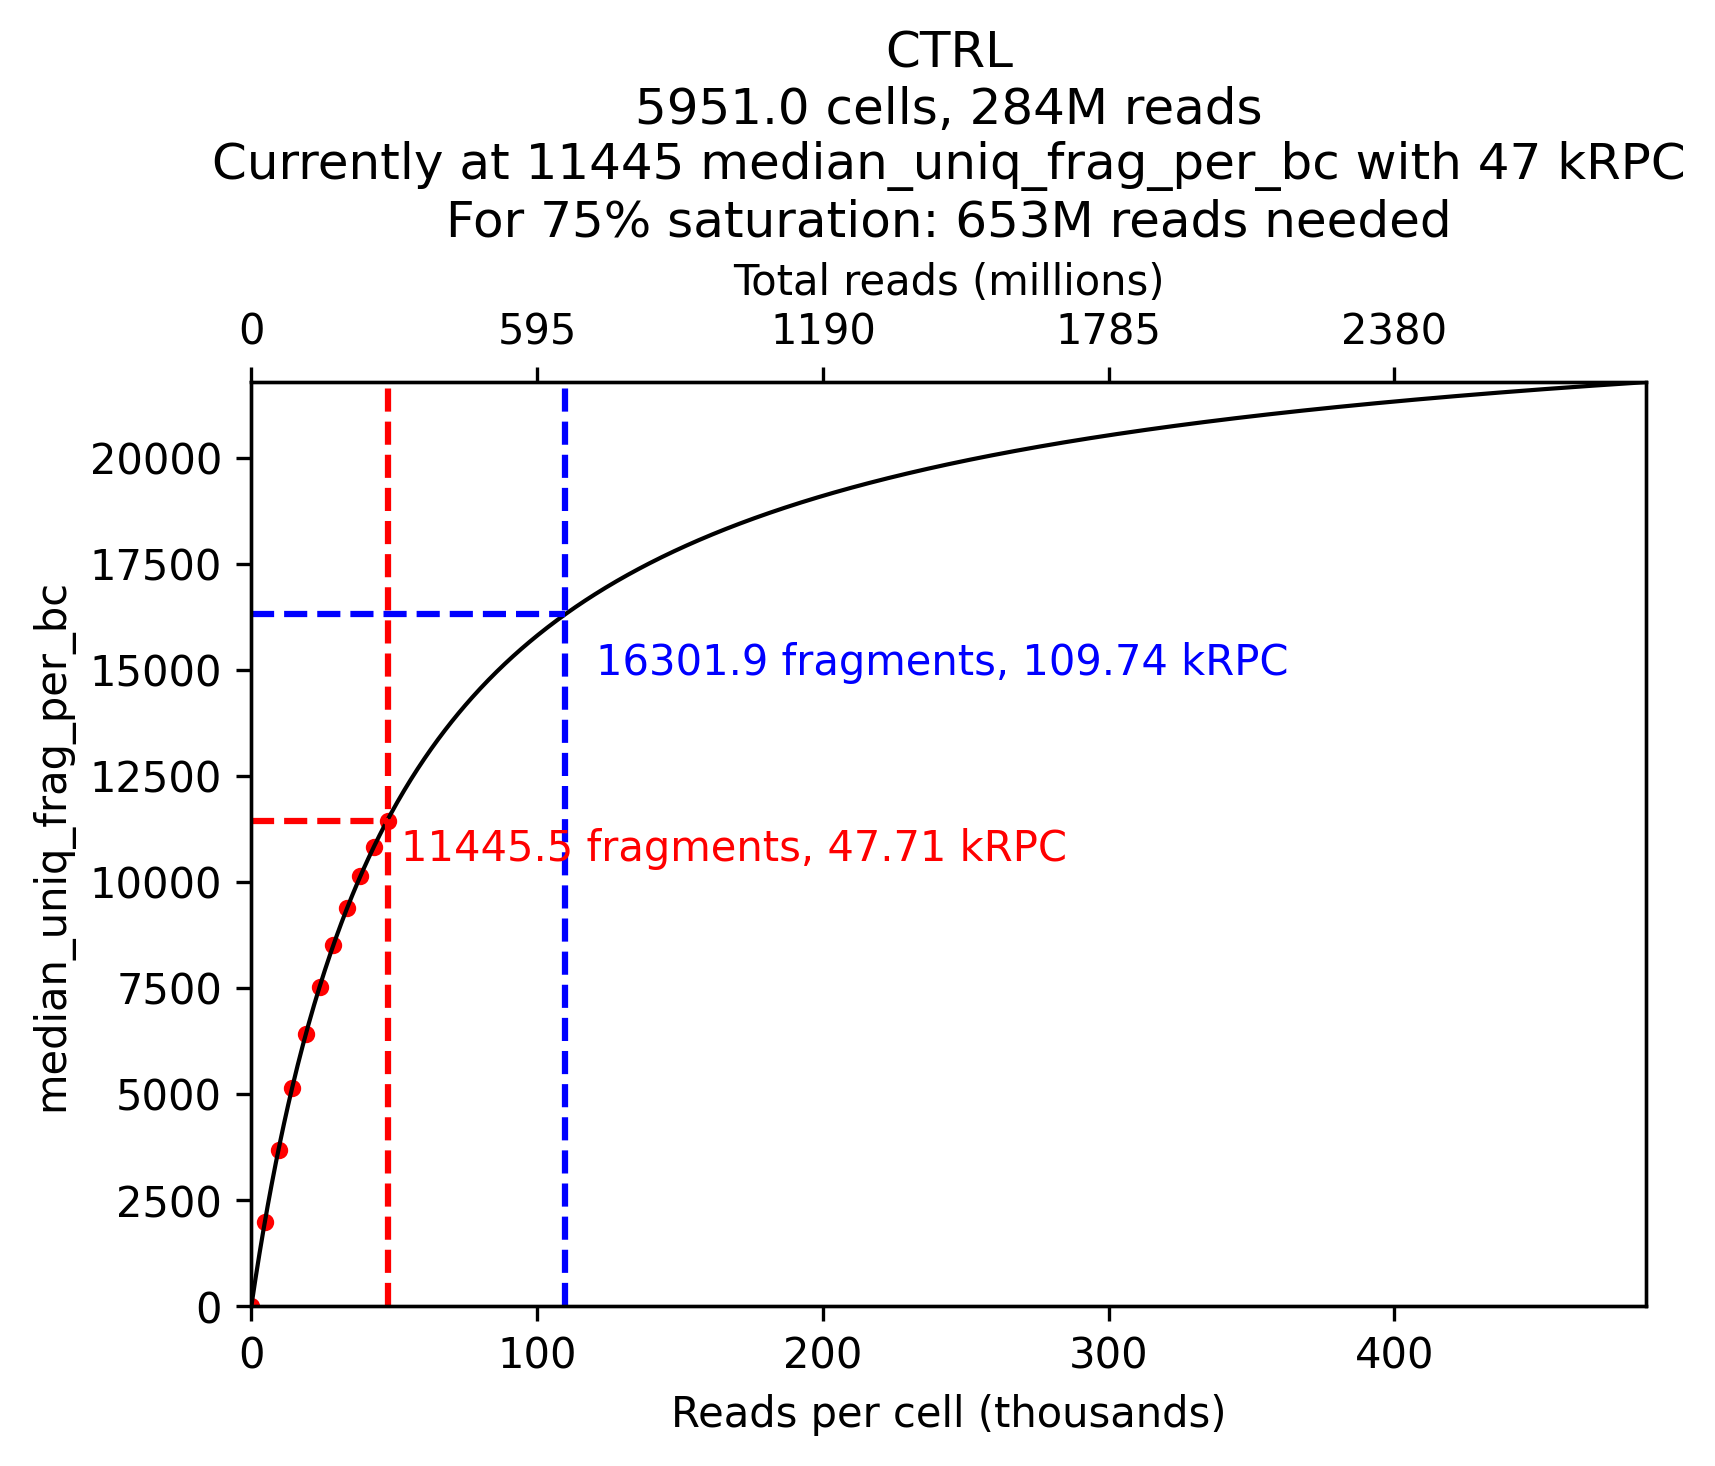 CTRL
5951.0 cells, 284M reads
Currently at 11445 median_uniq_frag_per_bc with 47 kRPC
For 75% saturation: 653M reads needed
Total reads (millions)
0 595 1190 1785 2380
20000
17500
16301.9 fragments, 109.74 kRPC
15000
12500
11445.5 fragments, 47.71 kRPC
10000
7500
5000
2500
0
median_uniq_frag_per_bc
0 100 200 300 400
Reads per cell (thousands)